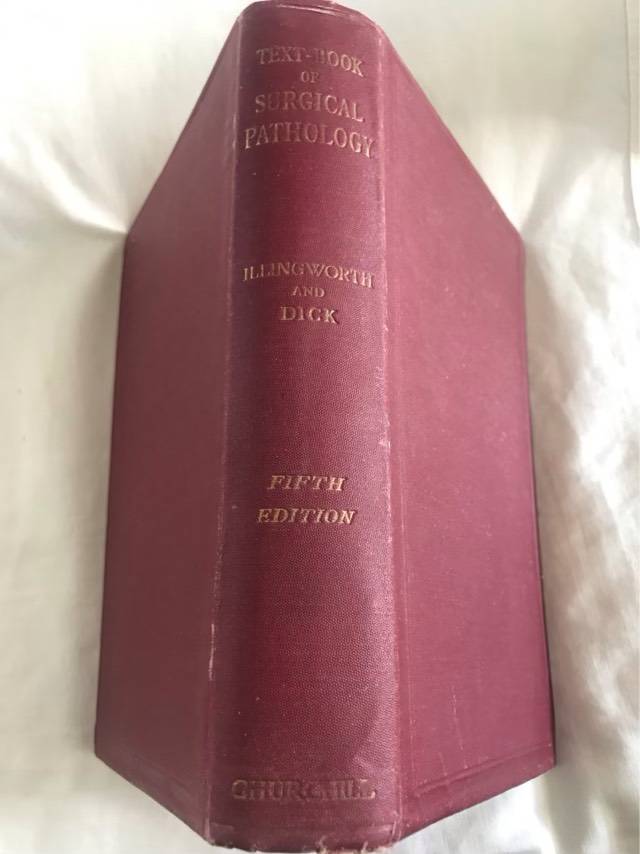 TEXT-BOOK
OF
SURGICAL
PATHOLOGY
ILLINGWORTH
AND
DICK
FIFTH
EDITION
CHURCHILL